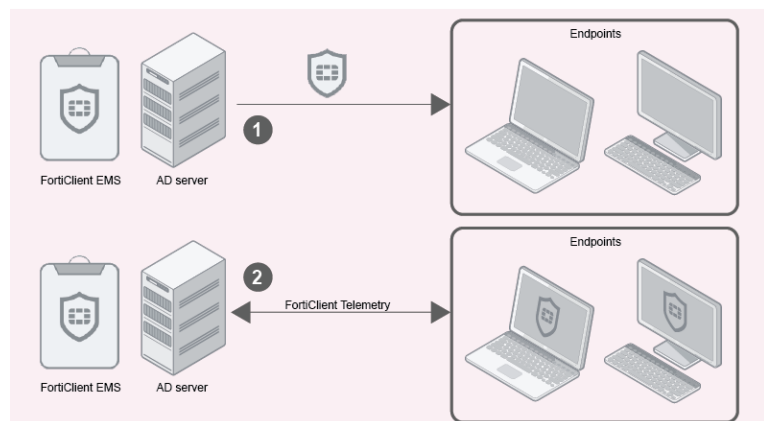 Endpoints
1
FortiClient EMS
AD server
Endpoints
2
FortiClient Telemetry
FortiClient EMS
AD server